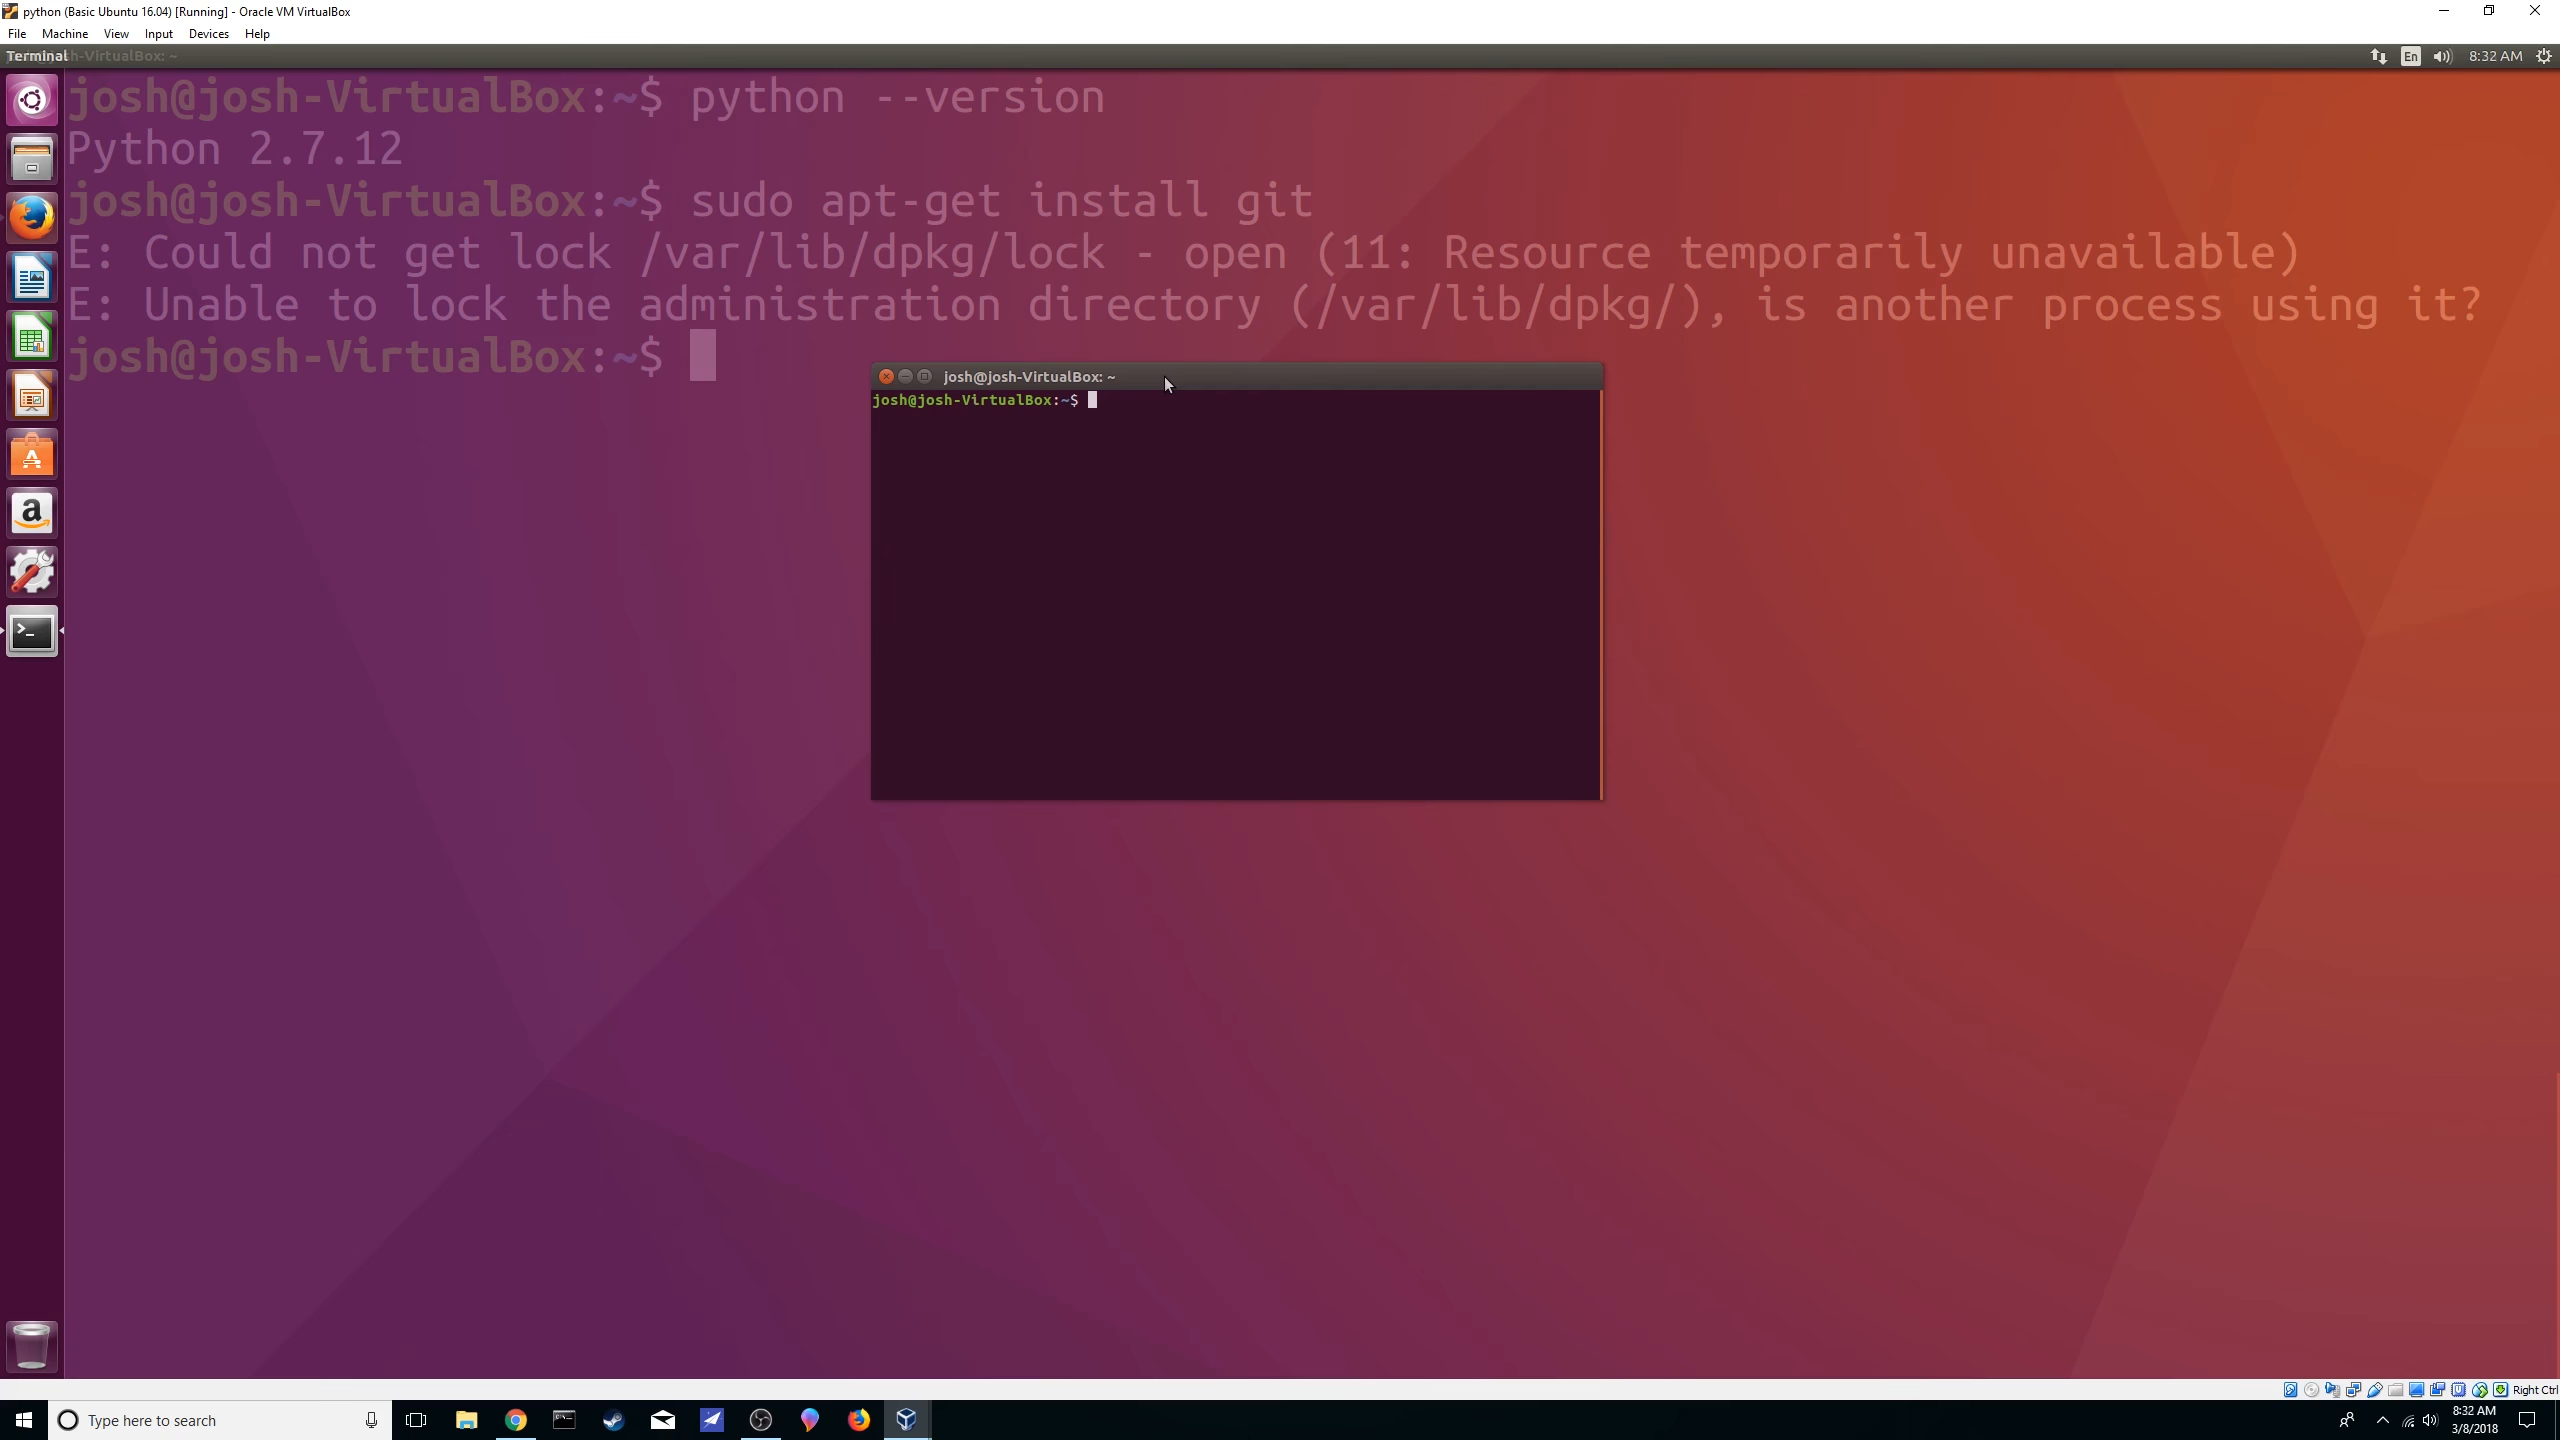 python (Basic Ubuntu 16.04) [Running] - Oracle VM VirtualBox
File Machine View Input Devices Help
Terminal
En 8:32 AM
josh@josh-VirtualBox:~$ python --version
Python 2.7.12
josh@josh-VirtualBox:~$ sudo apt-get install git
E: Could not get lock /var/lib/dpkg/lock - open (11: Resource temporarily unavailable)
E: Unable to lock the administration directory (/var/lib/dpkg/), is another process using it?
josh@josh-VirtualBox:~$
josh@josh-VirtualBox: ~
josh@josh-VirtualBox:~$
Right Ctrl
Type here to search
8:32 AM
3/8/2018